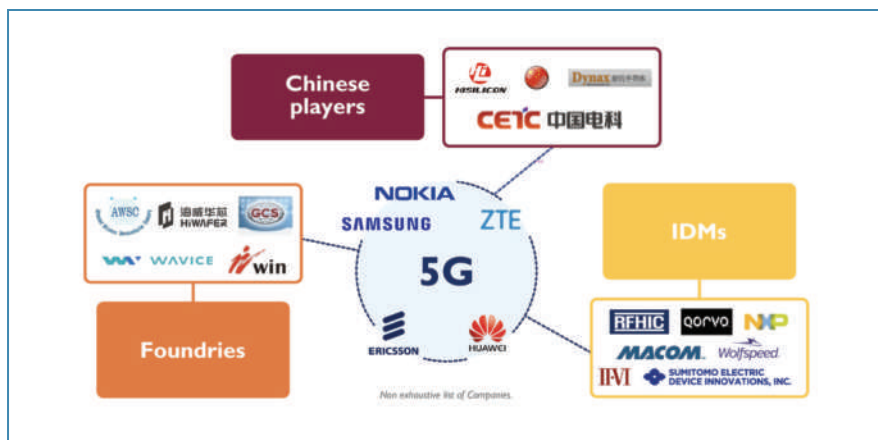 Chinese
players
HISILICON
Dynax
CETC 中国电科
AWSC
海威华芯
HiWAFER
GCS
WAVICE
win
Foundries
NOKIA
SAMSUNG
ZTE
5G
ERICSSON
HUAWEI
IDMs
RFHIC
QORVO
NXP
MACOM
Wolfspeed
II-VI
SUMITOMO ELECTRIC
DEVICE INNOVATIONS, INC.
Non exhaustive list of Companies.